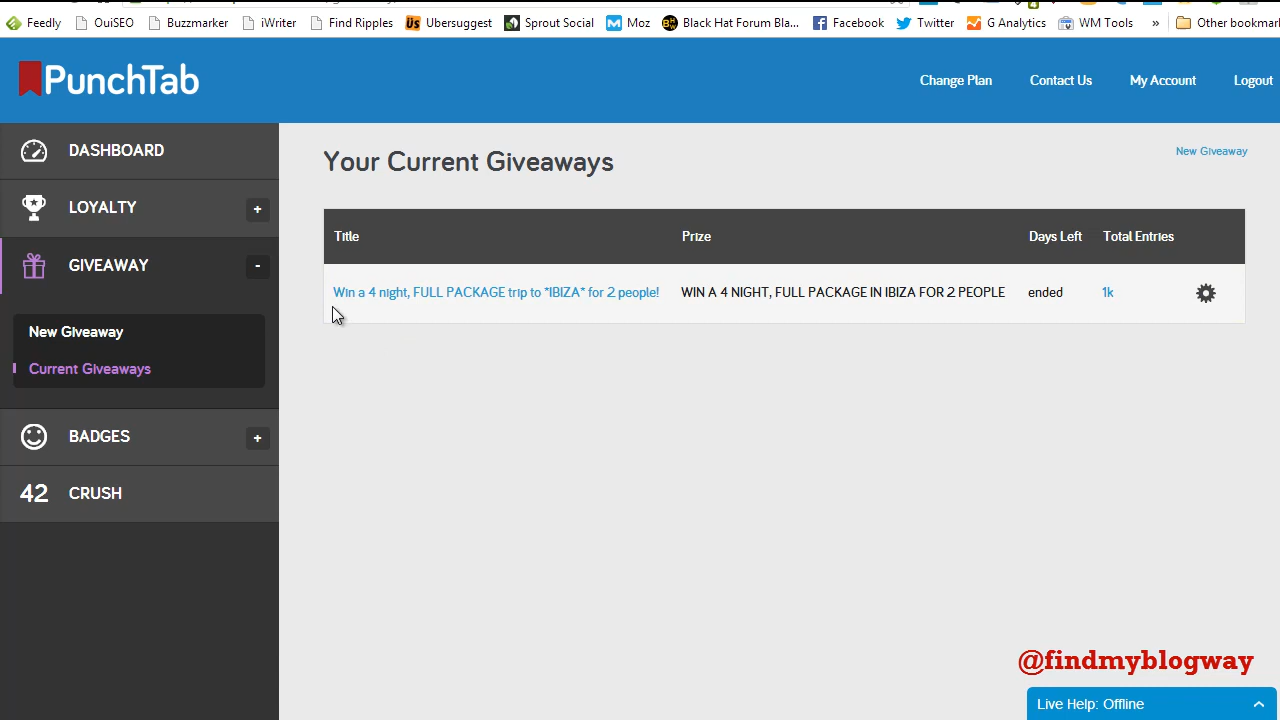 Feedly OuiSEO Buzzmarker iWriter Find Ripples Ubersuggest Sprout Social Moz Black Hat Forum Bla... Facebook Twitter G Analytics WM Tools » Other bookmar
PunchTab
Change Plan Contact Us My Account Logout
DASHBOARD
LOYALTY +
GIVEAWAY -
New Giveaway
Current Giveaways
BADGES +
42 CRUSH
Your Current Giveaways
New Giveaway
Title Prize Days Left Total Entries
Win a 4 night, FULL PACKAGE trip to *IBIZA* for 2 people! WIN A 4 NIGHT, FULL PACKAGE IN IBIZA FOR 2 PEOPLE ended 1k
@findmyblogway
Live Help: Offline